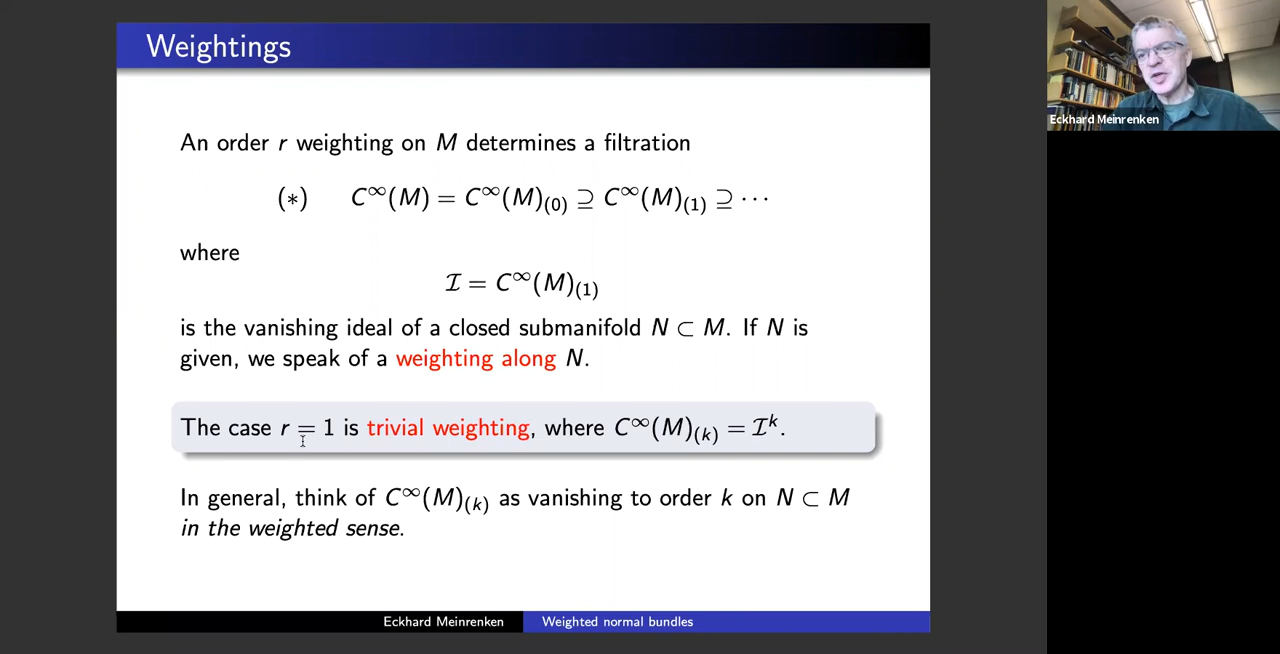 Weightings
An order r weighting on M determines a filtration
(∗) C^∞(M) = C^∞(M)_(0) ⊇ C^∞(M)_(1) ⊇ ⋯
where
ℐ = C^∞(M)_(1)
is the vanishing ideal of a closed submanifold N ⊂ M. If N is
given, we speak of a weighting along N.
The case r = 1 is trivial weighting, where C^∞(M)_(k) = ℐ^k.
In general, think of C^∞(M)_(k) as vanishing to order k on N ⊂ M
in the weighted sense.
Eckhard Meinrenken Weighted normal bundles
Eckhard Meinrenken